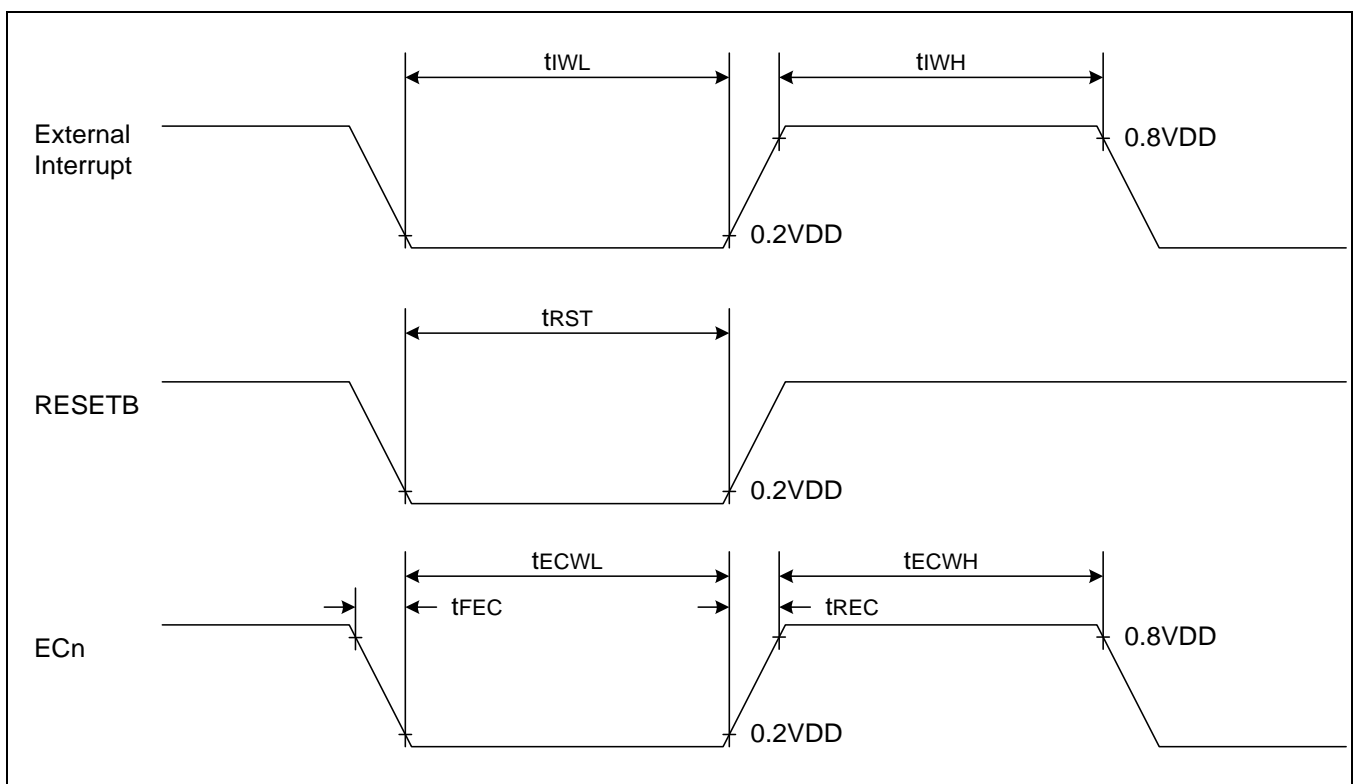 tIWL
tIWH
External
Interrupt
0.8VDD
0.2VDD
tRST
RESETB
0.2VDD
tECWL
tECWH
tFEC
tREC
ECn
0.8VDD
0.2VDD